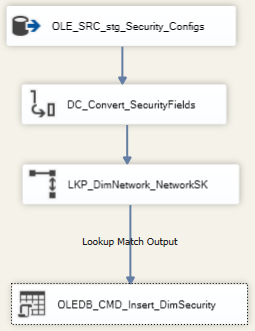 OLE_SRC_stg_Security_Configs
DC_Convert_SecurityFields
LKP_DimNetwork_NetworkSK
Lookup Match Output
OLEDB_CMD_Insert_DimSecurity